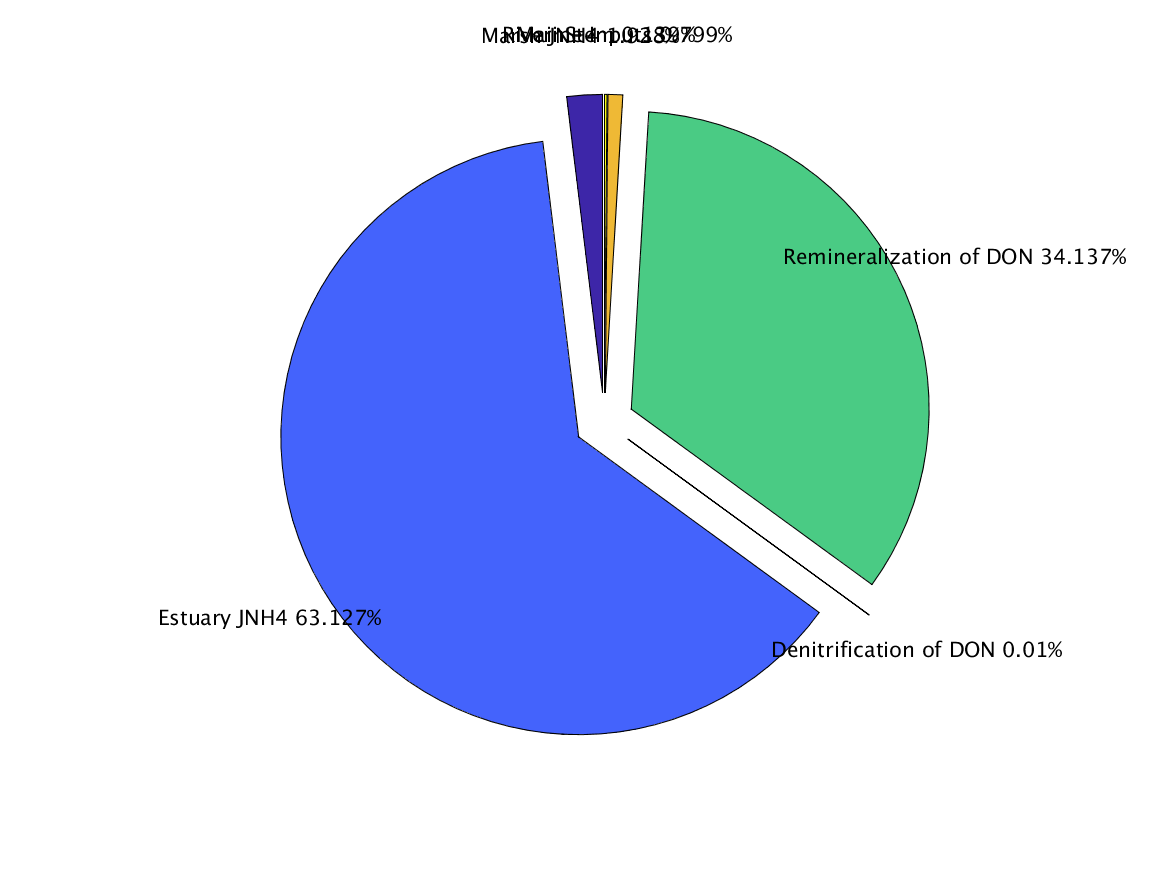 Remineralization of DON 34.137%
Estuary JNH4 63.127%
Denitrification of DON 0.01%